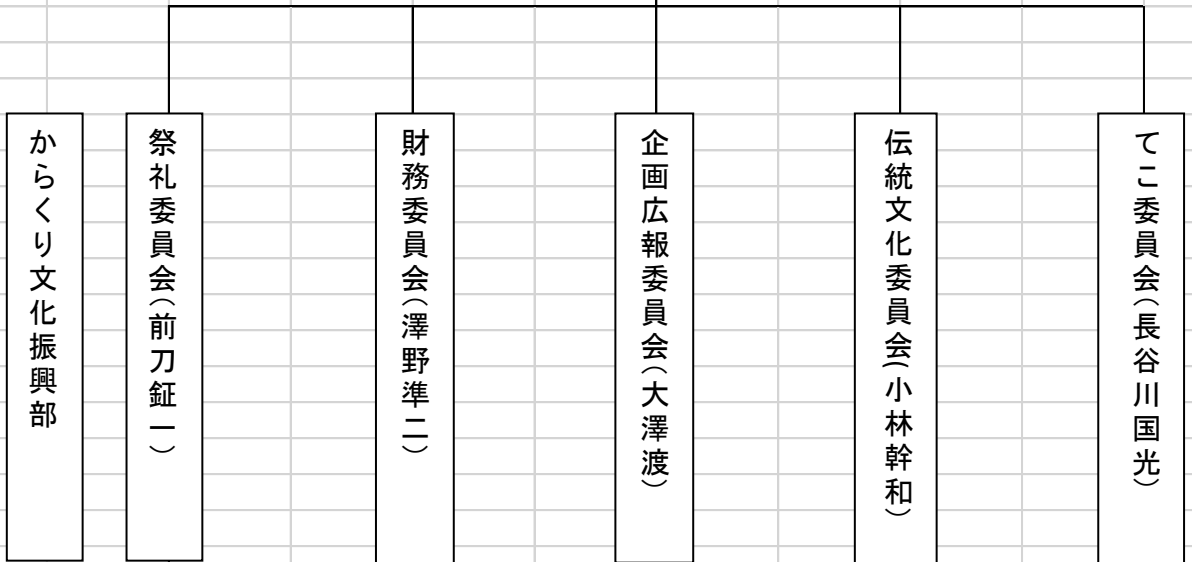 てこ委員会(長谷川国光)
伝統文化委員会(小林幹和)
企画広報委員会(大澤渡)
財務委員会(澤野準二)
祭礼委員会(前刀鉦一)
からくり文化振興部